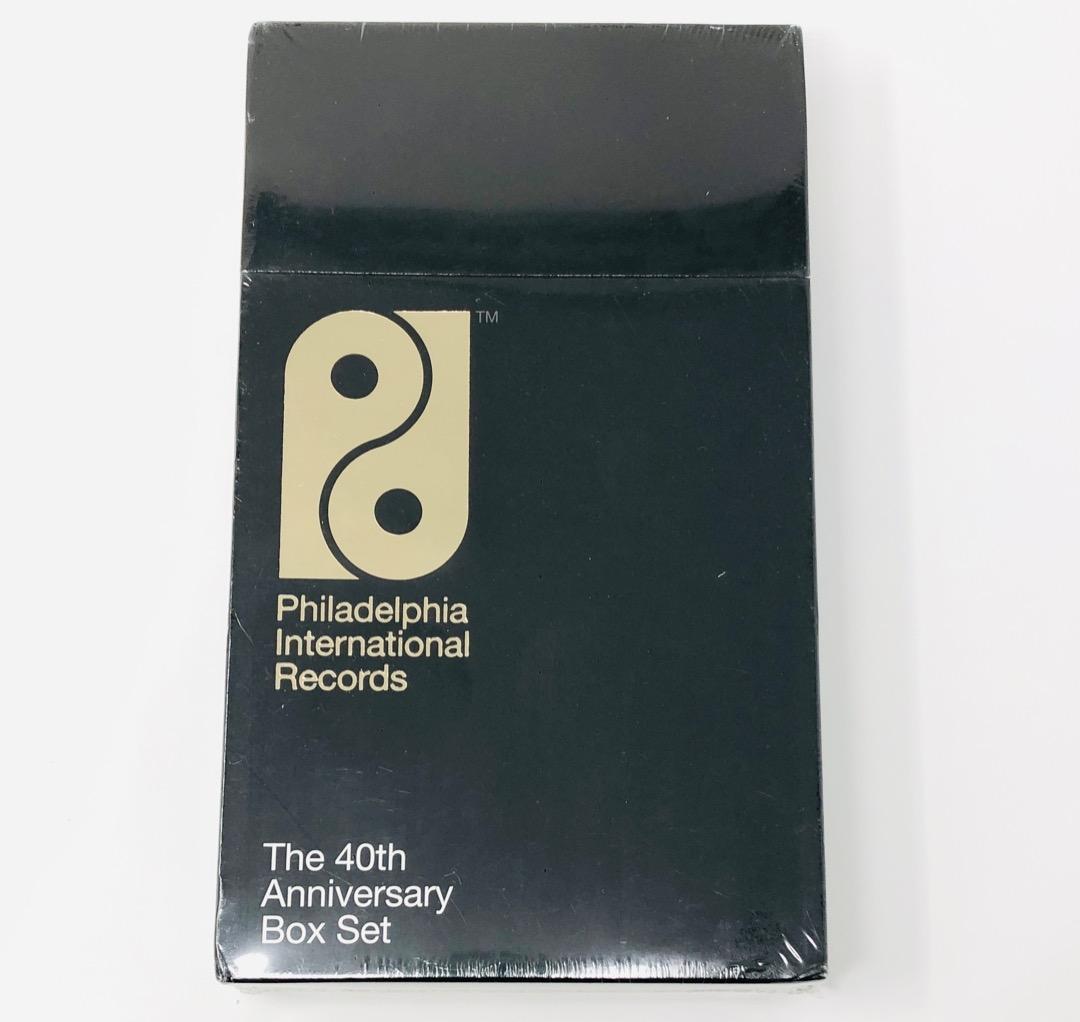 TM
Philadelphia
International
Records
The 40th
Anniversary
Box Set